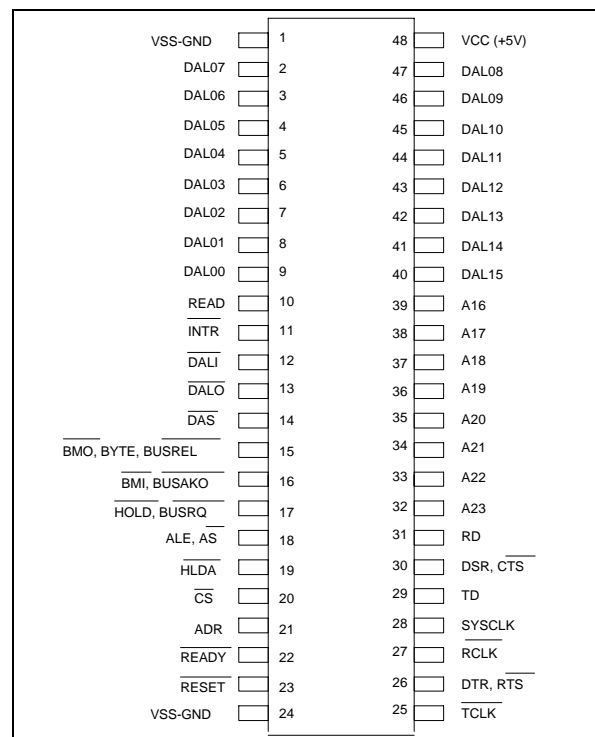 VSS-GND 1 48 VCC (+5V)
DAL07 2 47 DAL08
DAL06 3 46 DAL09
DAL05 4 45 DAL10
DAL04 5 44 DAL11
DAL03 6 43 DAL12
DAL02 7 42 DAL13
DAL01 8 41 DAL14
DAL00 9 40 DAL15
READ 10 39 A16
INTR 11 38 A17
DALI 12 37 A18
DALO 13 36 A19
DAS 14 35 A20
BMO, BYTE, BUSREL 15 34 A21
BMI, BUSAKO 16 33 A22
HOLD, BUSRQ 17 32 A23
ALE, AS 18 31 RD
HLDA 19 30 DSR, CTS
CS 20 29 TD
ADR 21 28 SYSCLK
READY 22 27 RCLK
RESET 23 26 DTR, RTS
VSS-GND 24 25 TCLK